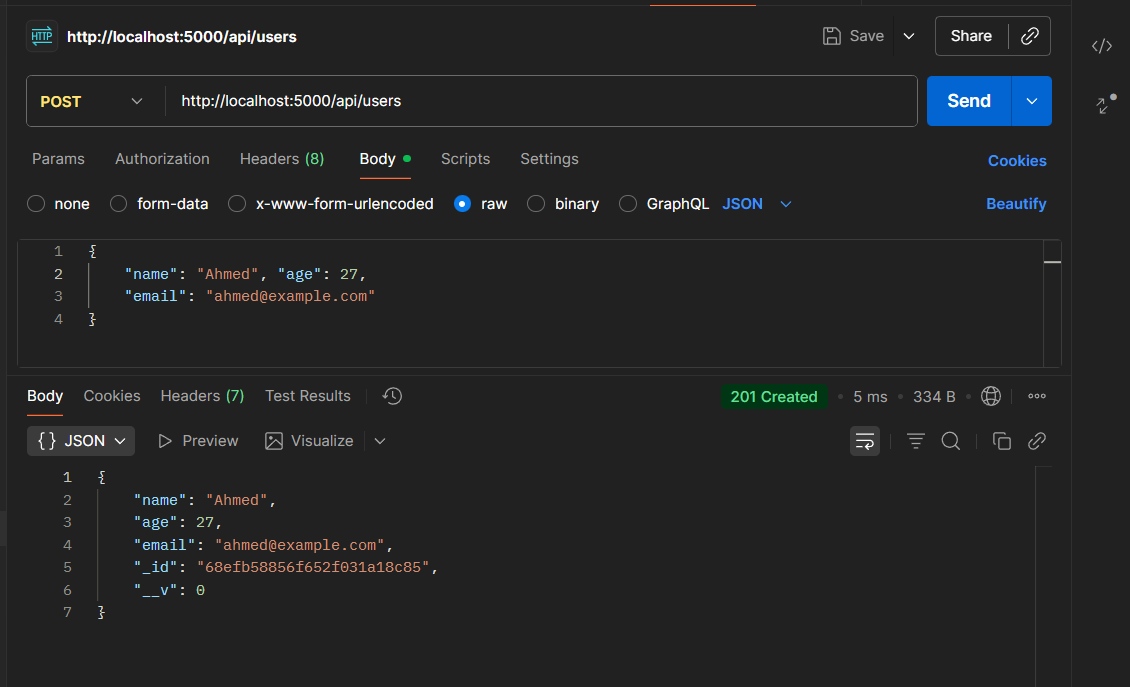 HTTP http://localhost:5000/api/users Save Share
POST http://localhost:5000/api/users Send
Params Authorization Headers (8) Body Scripts Settings Cookies
none form-data x-www-form-urlencoded raw binary GraphQL JSON Beautify
1 {
2 "name": "Ahmed", "age": 27,
3 "email": "ahmed@example.com"
4 }
Body Cookies Headers (7) Test Results 201 Created • 5 ms • 334 B •
{} JSON Preview Visualize
1 {
2 "name": "Ahmed",
3 "age": 27,
4 "email": "ahmed@example.com",
5 "_id": "68efb58856f652f031a18c85",
6 "__v": 0
7 }